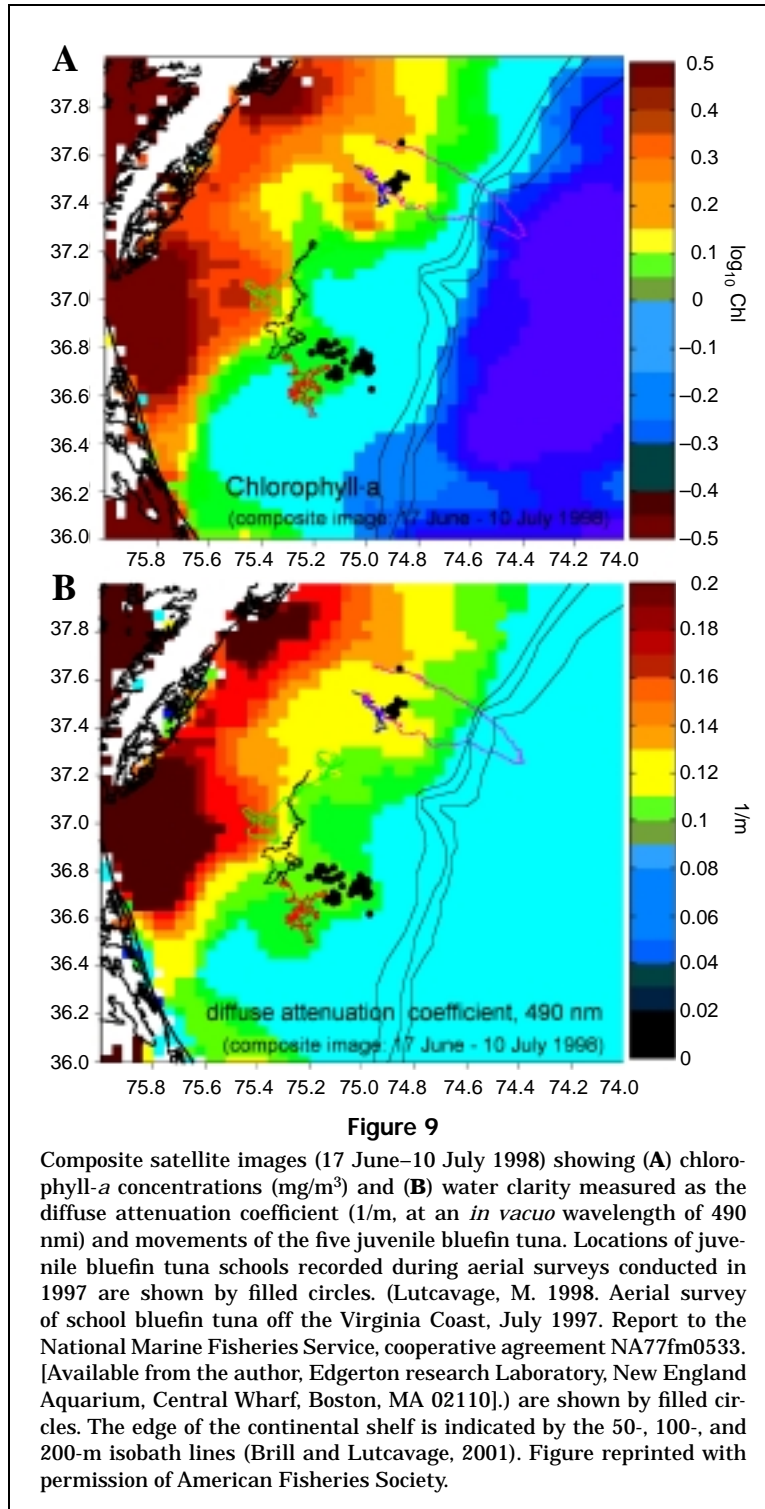 A
37.8
37.6
37.4
37.2
37.0
36.8
36.6
36.4
36.2
36.0
75.8 75.6 75.4 75.2 75.0 74.8 74.6 74.4 74.2 74.0
Chlorophyll-a
(composite image: 17 June - 10 July 1998)
0.5
0.4
0.3
0.2
0.1
0
–0.1
–0.2
–0.3
–0.4
–0.5
log10 Chl
B
37.8
37.6
37.4
37.2
37.0
36.8
36.6
36.4
36.2
36.0
75.8 75.6 75.4 75.2 75.0 74.8 74.6 74.4 74.2 74.0
diffuse attenuation coefficient, 490 nm
(composite image: 17 June - 10 July 1998)
0.2
0.18
0.16
0.14
0.12
0.1
0.08
0.06
0.04
0.02
0
1/m
Figure 9
Composite satellite images (17 June–10 July 1998) showing (A) chloro-
phyll-a concentrations (mg/m³) and (B) water clarity measured as the
diffuse attenuation coefficient (1/m, at an in vacuo wavelength of 490
nmi) and movements of the five juvenile bluefin tuna. Locations of juve-
nile bluefin tuna schools recorded during aerial surveys conducted in
1997 are shown by filled circles. (Lutcavage, M. 1998. Aerial survey
of school bluefin tuna off the Virginia Coast, July 1997. Report to the
National Marine Fisheries Service, cooperative agreement NA77fm0533.
[Available from the author, Edgerton research Laboratory, New England
Aquarium, Central Wharf, Boston, MA 02110].) are shown by filled cir-
cles. The edge of the continental shelf is indicated by the 50-, 100-, and
200-m isobath lines (Brill and Lutcavage, 2001). Figure reprinted with
permission of American Fisheries Society.